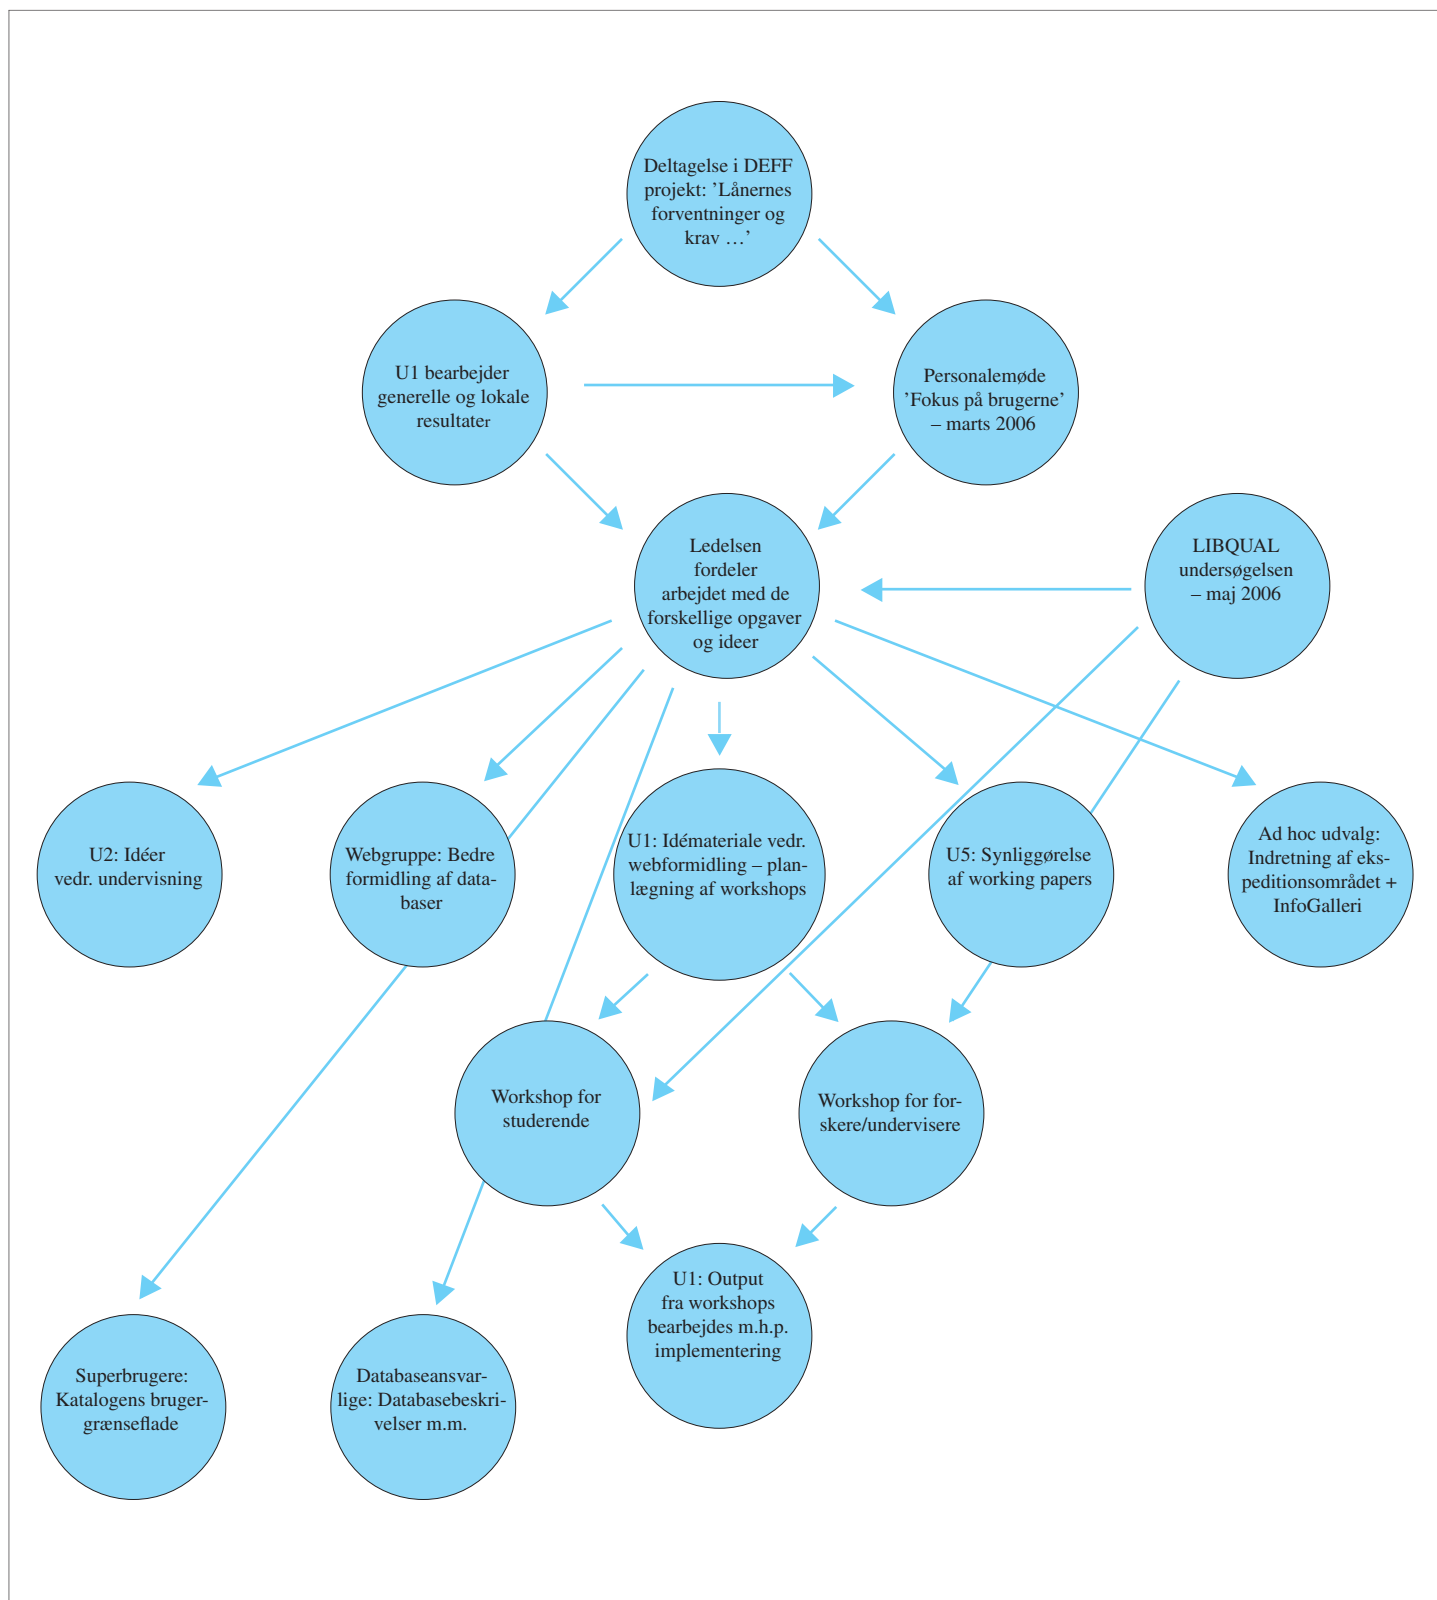 Deltagelse i DEFF
projekt: ’Lånernes
forventninger og
krav …’
U1 bearbejder
generelle og lokale
resultater
Personalemøde
’Fokus på brugerne’
– marts 2006
Ledelsen
fordeler
arbejdet med de
forskellige opgaver
og ideer
LIBQUAL
undersøgelsen
– maj 2006
U2: Idéer
vedr. undervisning
Webgruppe: Bedre
formidling af data-
baser
U1: Idémateriale vedr.
webformidling – plan-
lægning af workshops
U5: Synliggørelse
af working papers
Ad hoc udvalg:
Indretning af eks-
peditionsområdet +
InfoGalleri
Workshop for
studerende
Workshop for for-
skere/undervisere
U1: Output
fra workshops
bearbejdes m.h.p.
implementering
Superbrugere:
Katalogens bruger-
grænseflade
Databaseansvar-
lige: Databasebeskri-
velser m.m.